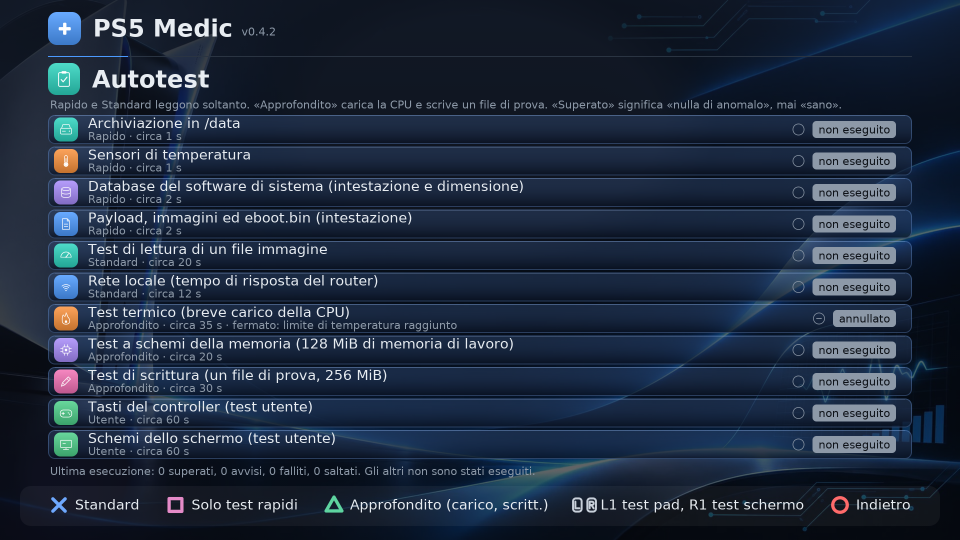 PS5 Medic v0.4.2
Autotest
Rapido e Standard leggono soltanto. «Approfondito» carica la CPU e scrive un file di prova. «Superato» significa «nulla di anomalo», mai «sano».
Archiviazione in /data
Rapido · circa 1 s
non eseguito
Sensori di temperatura
Rapido · circa 1 s
non eseguito
Database del software di sistema (intestazione e dimensione)
Rapido · circa 2 s
non eseguito
Payload, immagini ed eboot.bin (intestazione)
Rapido · circa 2 s
non eseguito
Test di lettura di un file immagine
Standard · circa 20 s
non eseguito
Rete locale (tempo di risposta del router)
Standard · circa 12 s
non eseguito
Test termico (breve carico della CPU)
Approfondito · circa 35 s · fermato: limite di temperatura raggiunto
annullato
Test a schemi della memoria (128 MiB di memoria di lavoro)
Approfondito · circa 20 s
non eseguito
Test di scrittura (un file di prova, 256 MiB)
Approfondito · circa 30 s
non eseguito
Tasti del controller (test utente)
Utente · circa 60 s
non eseguito
Schemi dello schermo (test utente)
Utente · circa 60 s
non eseguito
Ultima esecuzione: 0 superati, 0 avvisi, 0 falliti, 0 saltati. Gli altri non sono stati eseguiti.
Standard Solo test rapidi Approfondito (carico, scritt.) L R L1 test pad, R1 test schermo Indietro